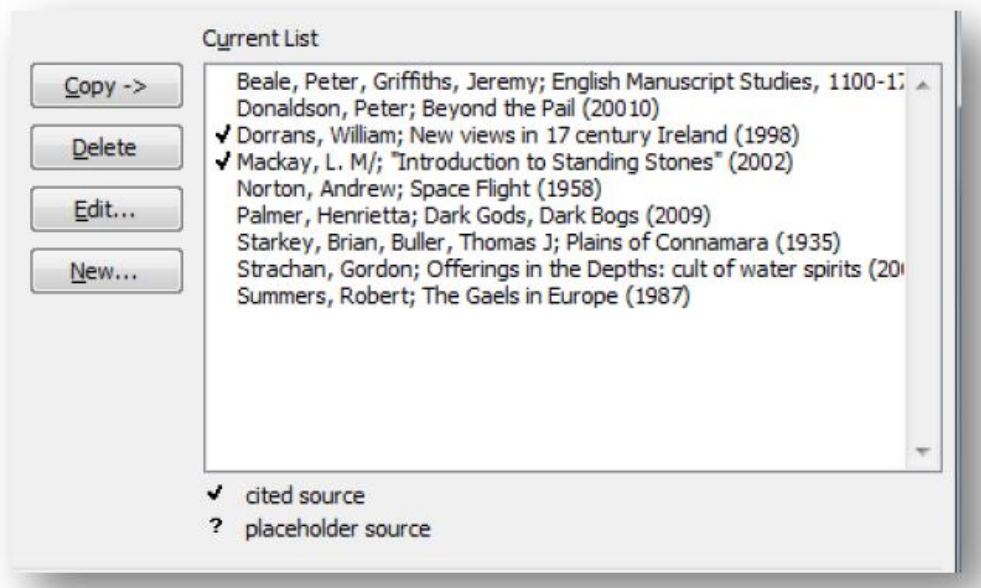 Current List
Copy ->
Delete
Edit...
New...
Beale, Peter, Griffiths, Jeremy; English Manuscript Studies, 1100-17
Donaldson, Peter; Beyond the Pail (20010)
✓ Dorrans, William; New views in 17 century Ireland (1998)
✓ Mackay, L. M/; "Introduction to Standing Stones" (2002)
Norton, Andrew; Space Flight (1958)
Palmer, Henrietta; Dark Gods, Dark Bogs (2009)
Starkey, Brian, Buller, Thomas J; Plains of Connamara (1935)
Strachan, Gordon; Offerings in the Depths: cult of water spirits (20
Summers, Robert; The Gaels in Europe (1987)
✓ cited source
? placeholder source